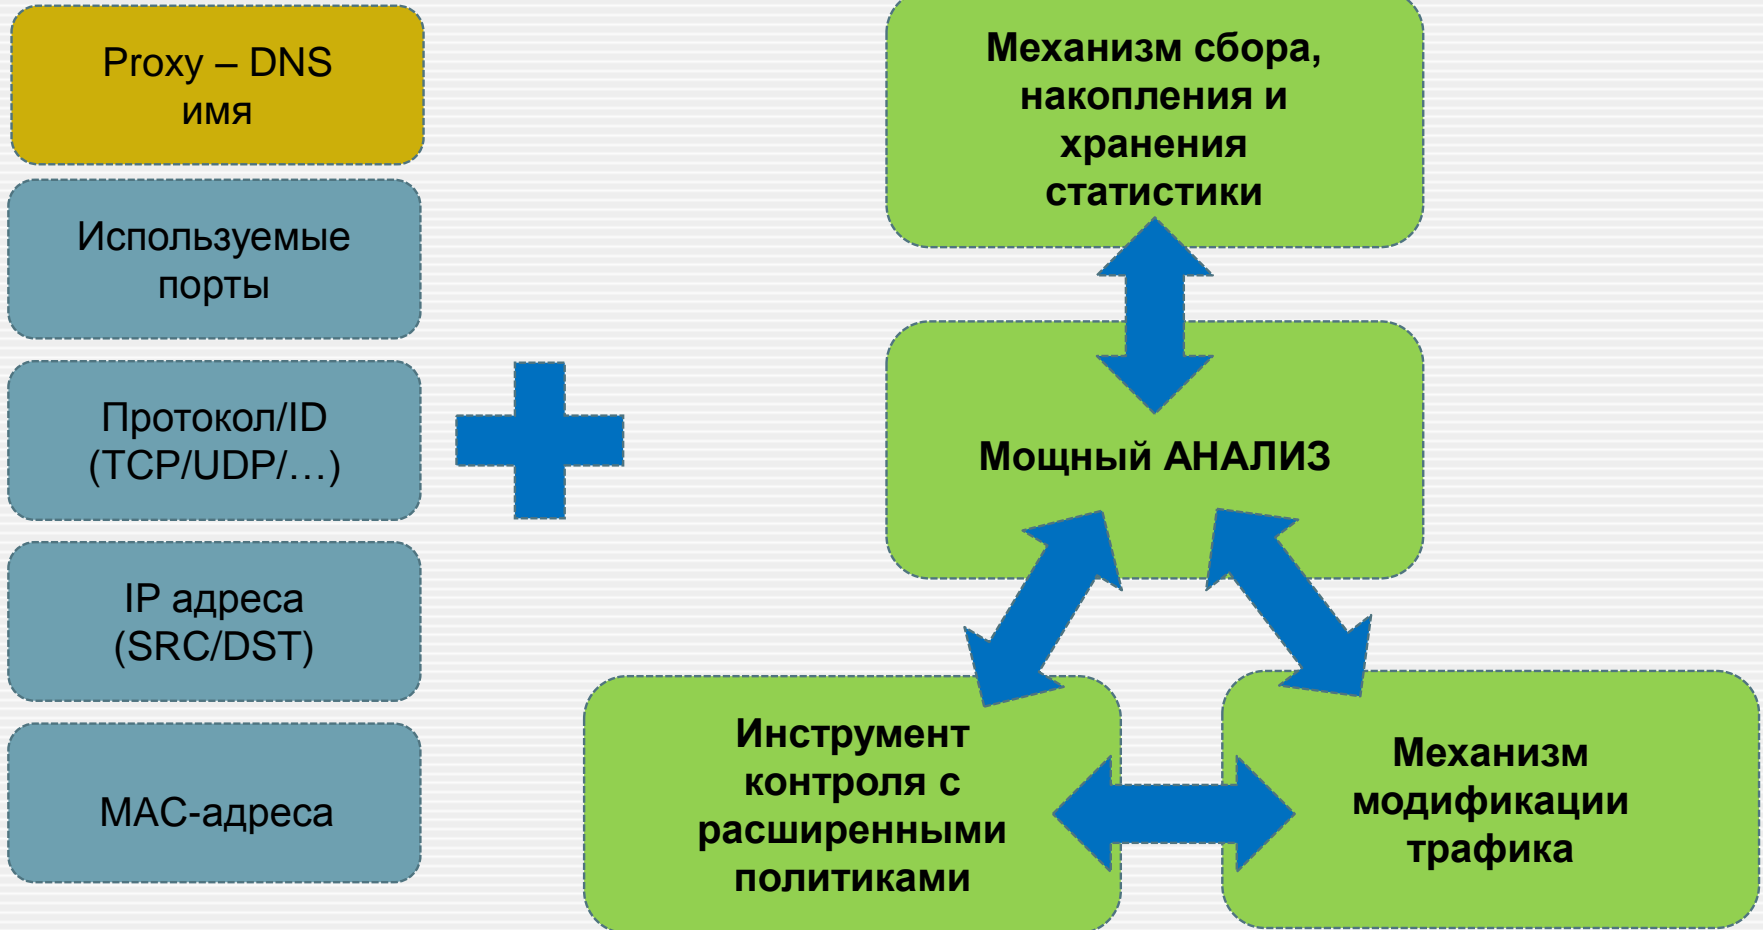 Proxy – DNS
имя
Используемые
порты
Протокол/ID
(TCP/UDP/…)
IP адреса
(SRC/DST)
MAC-адреса
Механизм сбора,
накопления и
хранения
статистики
Мощный АНАЛИЗ
Инструмент
контроля с
расширенными
политиками
Механизм
модификации
трафика